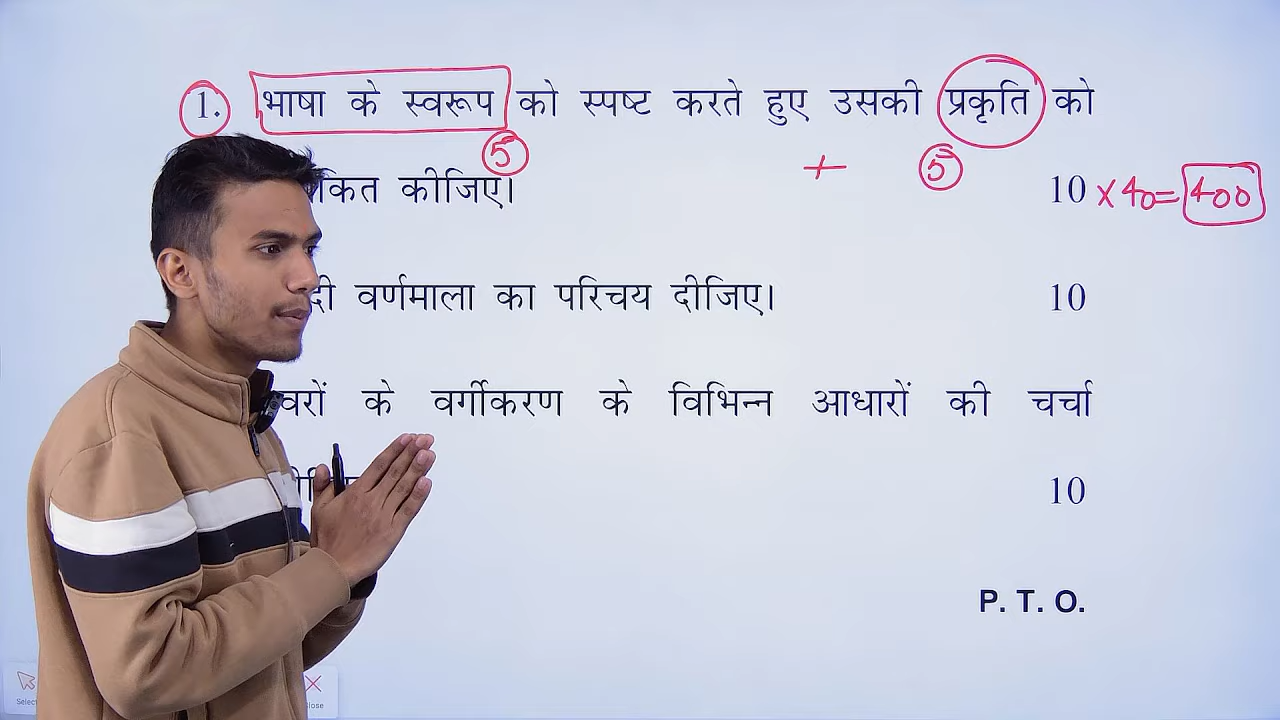 1. भाषा के स्वरूप को स्पष्ट करते हुए उसकी प्रकृति को
5 + 5
कीजिए। 10 x 40 = 400
वर्णमाला का परिचय दीजिए। 10
के वर्गीकरण के विभिन्न आधारों की चर्चा
10
P. T. O.
Select